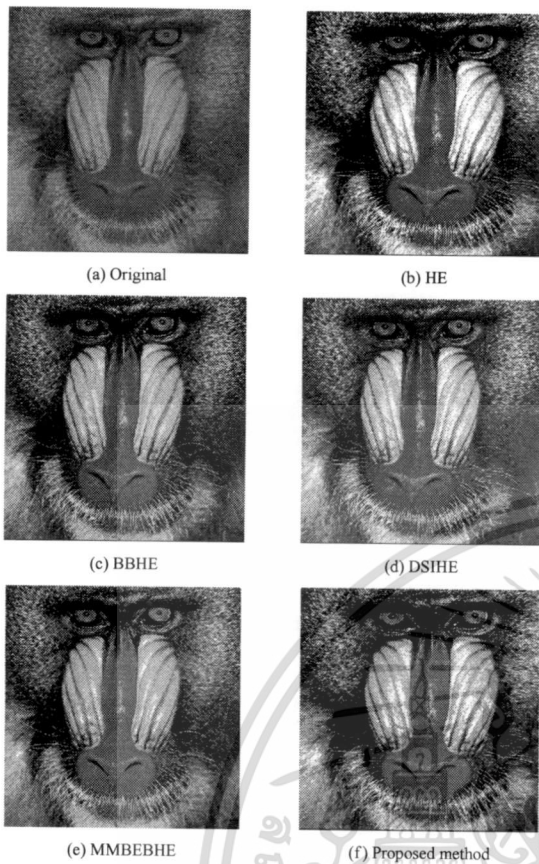 (a) Original
(b) HE
(c) BBHE
(d) DSIHE
(e) MMBEBHE
(f) Proposed method